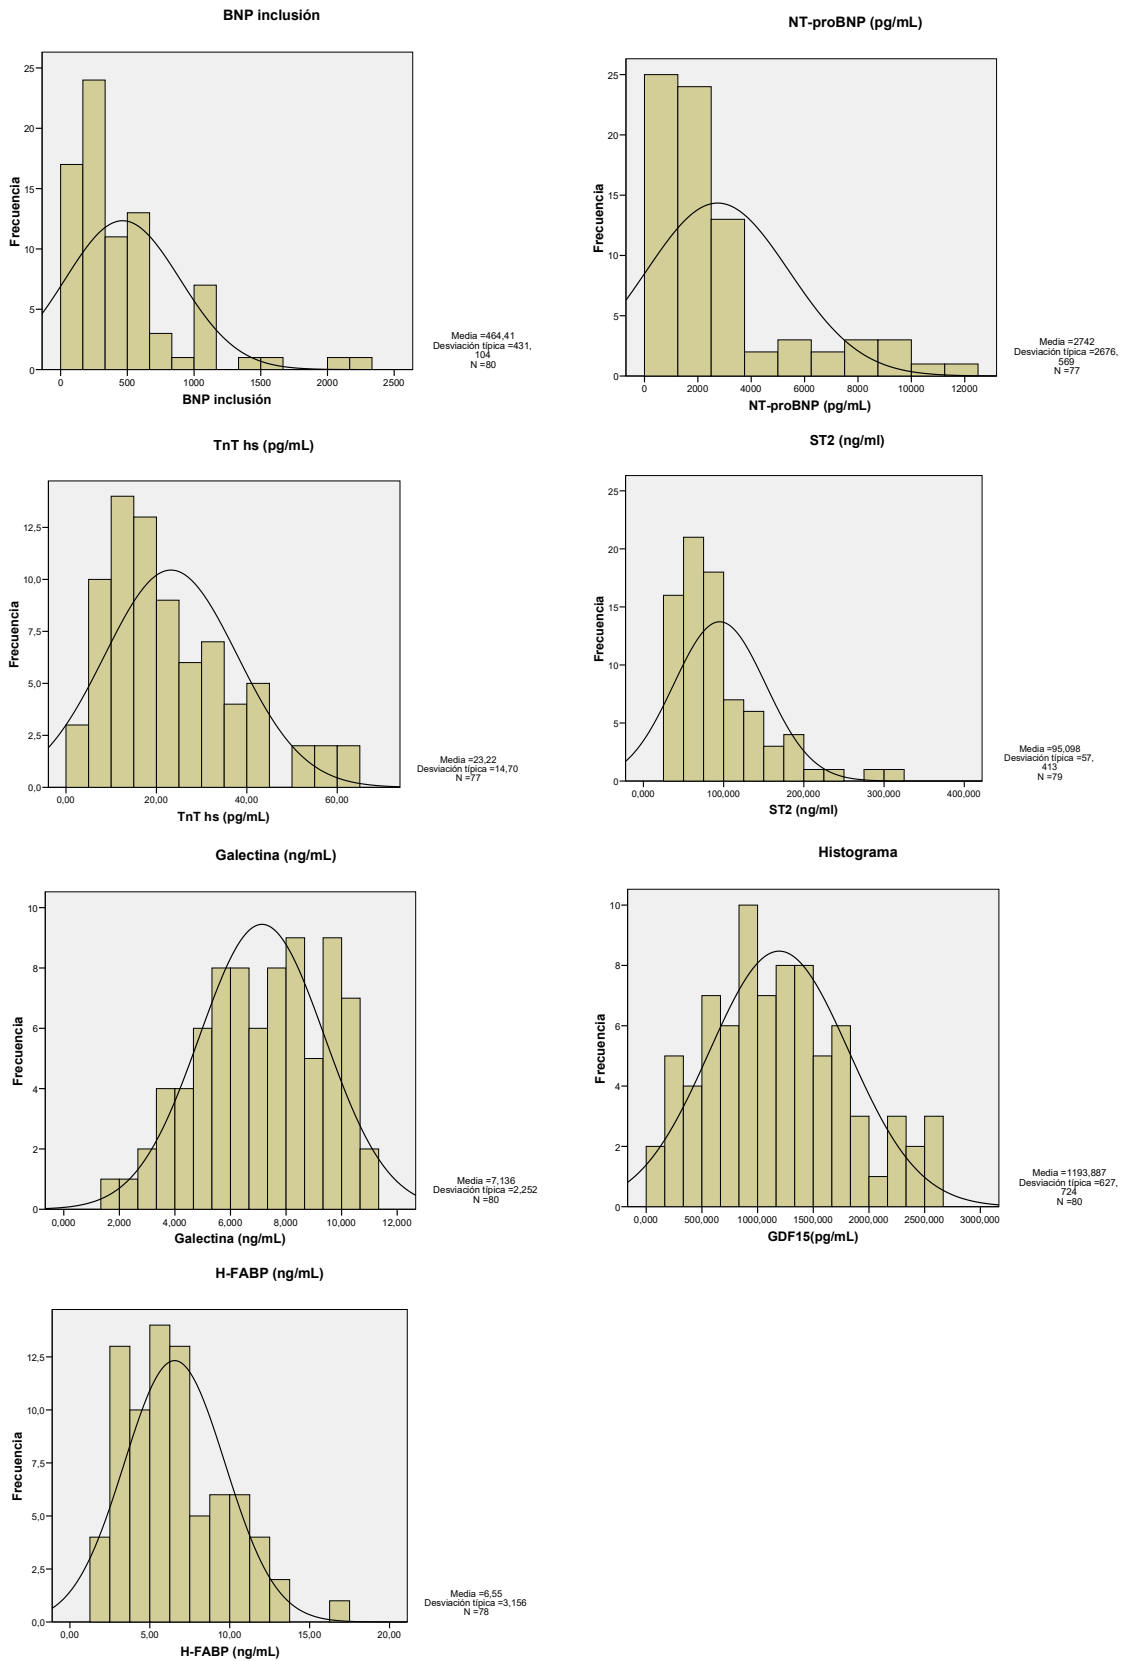 BNP inclusión
Frecuencia
25
20
15
10
5
0
0 500 1000 1500 2000 2500
BNP inclusión
Media =464,41
Desviación típica =431,
104
N =80
NT-proBNP (pg/mL)
Frecuencia
25
20
15
10
5
0
0 2000 4000 6000 8000 10000 12000
NT-proBNP (pg/mL)
Media =2742
Desviación típica =2676,
569
N =77
TnT hs (pg/mL)
Frecuencia
12,5
10,0
7,5
5,0
2,5
0,0
0,00 20,00 40,00 60,00
TnT hs (pg/mL)
Media =23,22
Desviación típica =14,70
N =77
ST2 (ng/ml)
Frecuencia
25
20
15
10
5
0
0,000 100,000 200,000 300,000 400,000
ST2 (ng/ml)
Media =95,098
Desviación típica =57,
413
N =79
Galectina (ng/mL)
Frecuencia
10
8
6
4
2
0
0,000 2,000 4,000 6,000 8,000 10,000 12,000
Galectina (ng/mL)
Media =7,136
Desviación típica =2,252
N =80
Histograma
Frecuencia
10
8
6
4
2
0
0,000 500,000 1000,000 1500,000 2000,000 2500,000 3000,000
GDF15(pg/mL)
Media =1193,887
Desviación típica =627,
724
N =80
H-FABP (ng/mL)
Frecuencia
12,5
10,0
7,5
5,0
2,5
0,0
0,00 5,00 10,00 15,00 20,00
H-FABP (ng/mL)
Media =6,55
Desviación típica =3,156
N =78